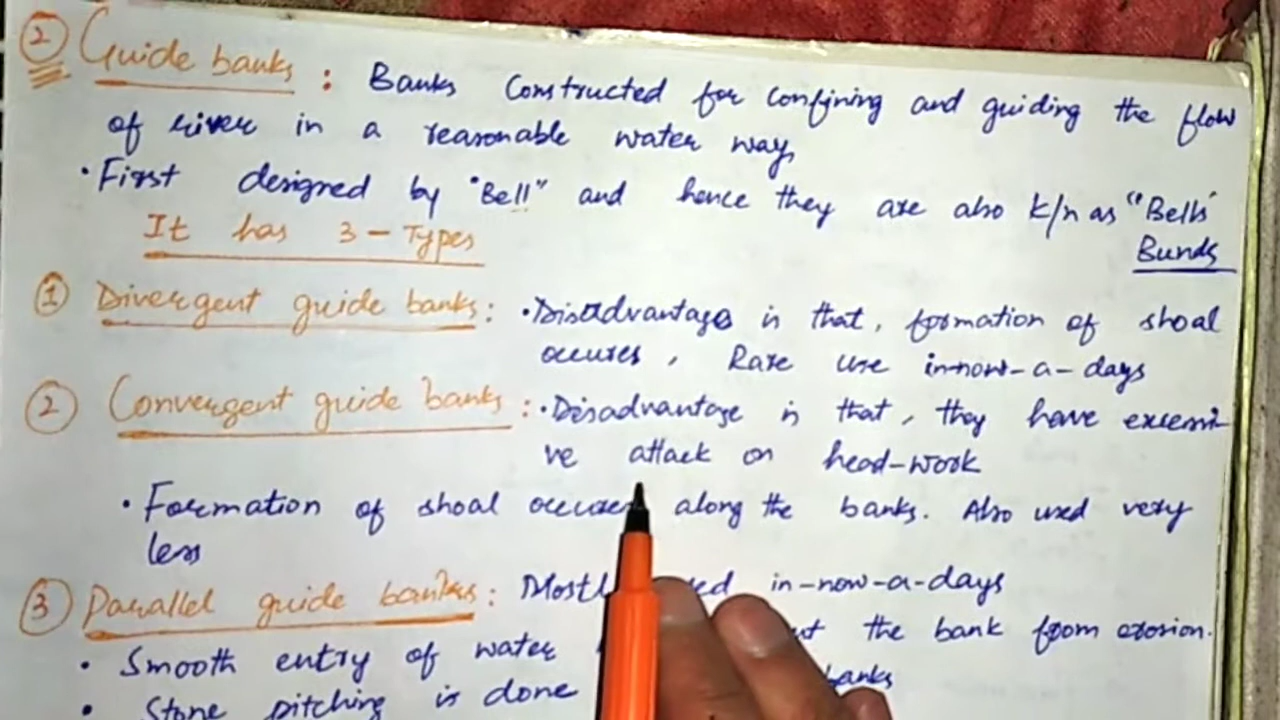 ② Guide banks : Banks Constructed for confining and guiding the flow
of river in a reasonable water way,
• First designed by "Bell" and hence they are also k/n as "Bells'
Bunds
It has 3 - Types
① Divergent guide banks : • Disadvantage is that, formation of shoal
occures, Rare use in-now-a-days
② Convergent guide banks : • Disadvantage is that, they have excessi-
ve attack on head-work
• Formation of shoal occures along the banks. Also used very
less
③ Parallel guide banks : in-now-a-days
• Smooth entry of water the bank from erosion.
• Stone pitching is done banks